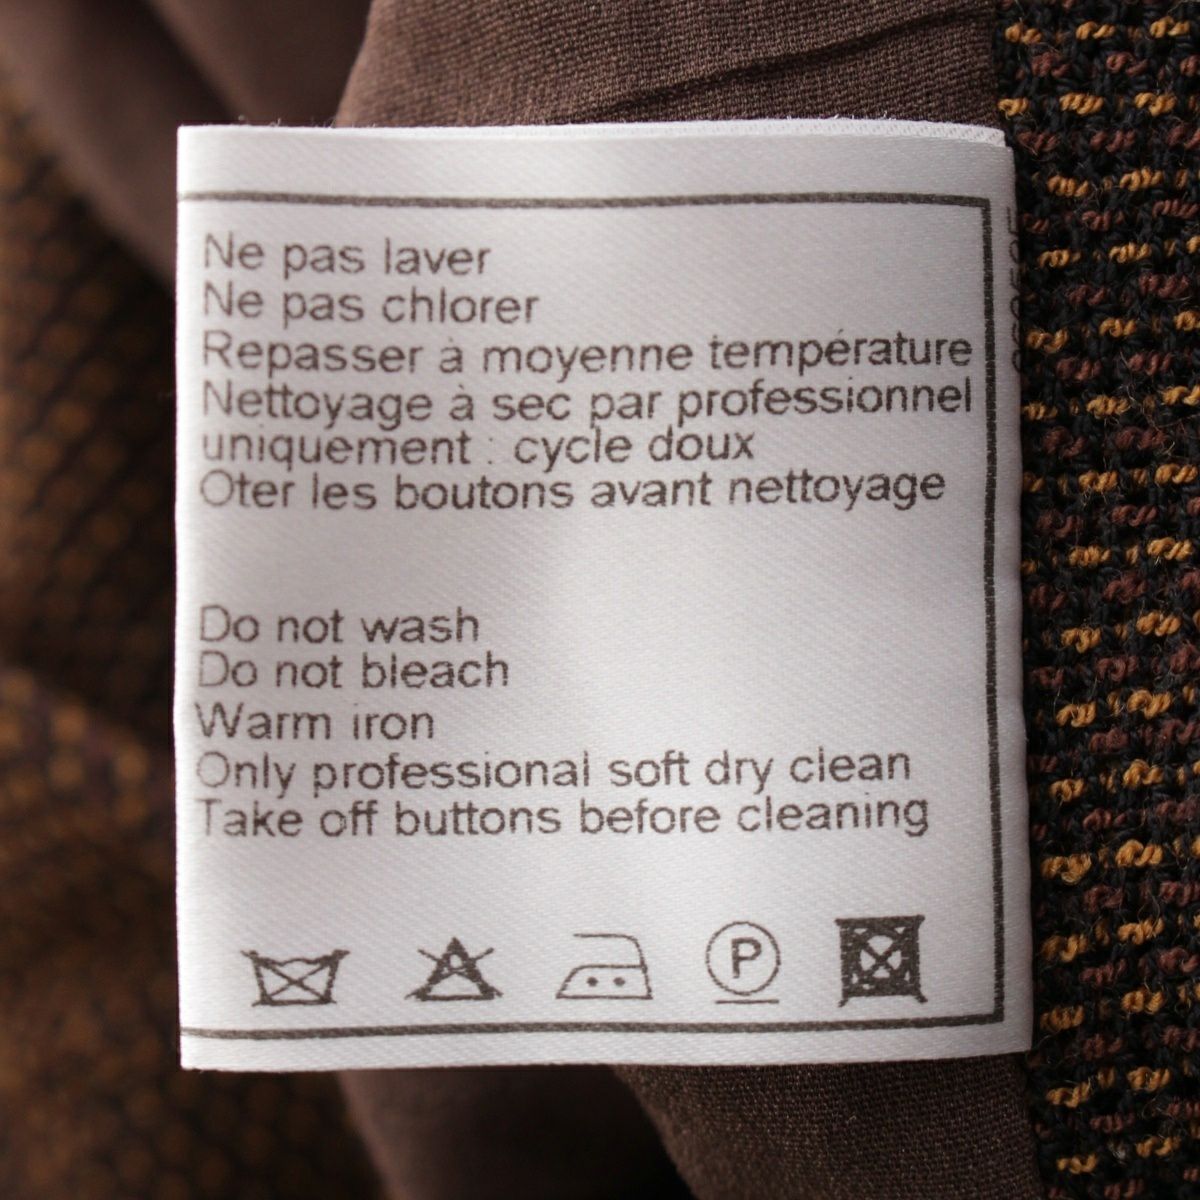 Ne pas laver
Ne pas chlorer
Repasser à moyenne température
Nettoyage à sec par professionnel
uniquement : cycle doux
Oter les boutons avant nettoyage
Do not wash
Do not bleach
Warm iron
Only professional soft dry clean
Take off buttons before cleaning
P